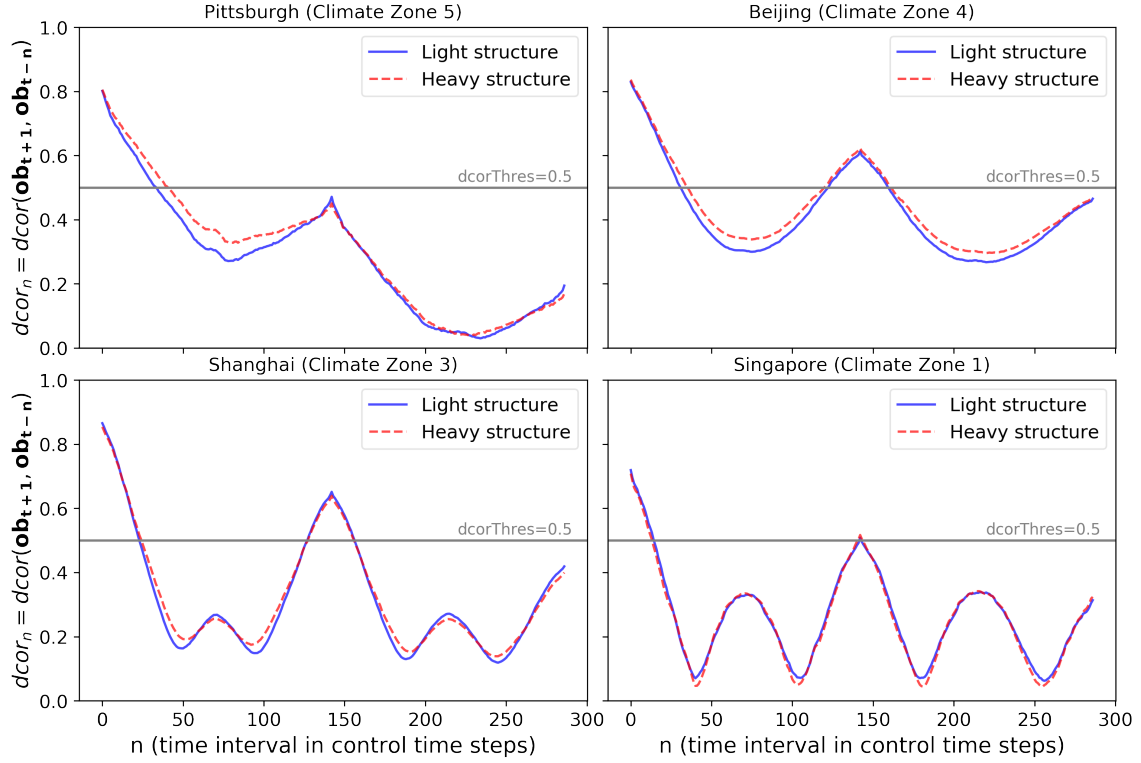 Pittsburgh (Climate Zone 5)
Beijing (Climate Zone 4)
dcor_n = dcor(ob_{t+1}, ob_{t−n})
1.0
0.8
0.6
0.4
0.2
0.0
Light structure
Heavy structure
dcorThres=0.5
Light structure
Heavy structure
dcorThres=0.5
Shanghai (Climate Zone 3)
Singapore (Climate Zone 1)
dcor_n = dcor(ob_{t+1}, ob_{t−n})
1.0
0.8
0.6
0.4
0.2
0.0
Light structure
Heavy structure
dcorThres=0.5
Light structure
Heavy structure
dcorThres=0.5
0 50 100 150 200 250 300
0 50 100 150 200 250 300
n (time interval in control time steps)
n (time interval in control time steps)